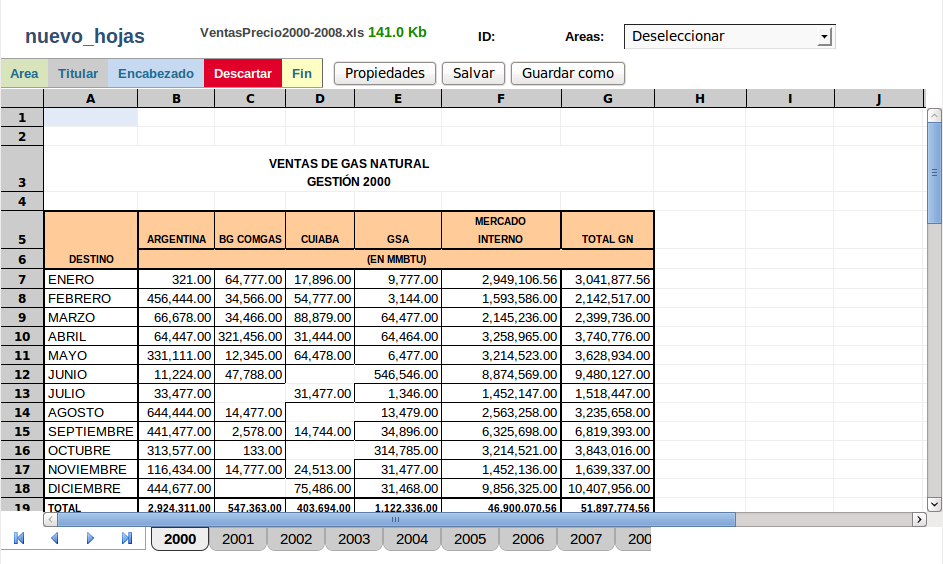 nuevo_hojas VentasPrecio2000-2008.xls 141.0 Kb ID: Areas: Deseleccionar
Area Titular Encabezado Descartar Fin Propiedades Salvar Guardar como
A B C D E F G H I J
1
2
3 VENTAS DE GAS NATURAL
GESTIÓN 2000
4
5 DESTINO ARGENTINA BG COMGAS CUIABA GSA MERCADO INTERNO TOTAL GN
6 (EN MMBTU)
7 ENERO 321.00 64,777.00 17,896.00 9,777.00 2,949,106.56 3,041,877.56
8 FEBRERO 456,444.00 34,566.00 54,777.00 3,144.00 1,593,586.00 2,142,517.00
9 MARZO 66,678.00 34,466.00 88,879.00 64,477.00 2,145,236.00 2,399,736.00
10 ABRIL 64,447.00 321,456.00 31,444.00 64,464.00 3,258,965.00 3,740,776.00
11 MAYO 331,111.00 12,345.00 64,478.00 6,477.00 3,214,523.00 3,628,934.00
12 JUNIO 11,224.00 47,788.00 546,546.00 8,874,569.00 9,480,127.00
13 JULIO 33,477.00 31,477.00 1,346.00 1,452,147.00 1,518,447.00
14 AGOSTO 644,444.00 14,477.00 13,479.00 2,563,258.00 3,235,658.00
15 SEPTIEMBRE 441,477.00 2,578.00 14,744.00 34,896.00 6,325,698.00 6,819,393.00
16 OCTUBRE 313,577.00 133.00 314,785.00 3,214,521.00 3,843,016.00
17 NOVIEMBRE 116,434.00 14,777.00 24,513.00 31,477.00 1,452,136.00 1,639,337.00
18 DICIEMBRE 444,677.00 75,486.00 31,468.00 9,856,325.00 10,407,956.00
19 TOTAL 2,924,311.00 547,363.00 403,694.00 1,122,336.00 46,900,070.56 51,897,774.56
2000 2001 2002 2003 2004 2005 2006 2007 200